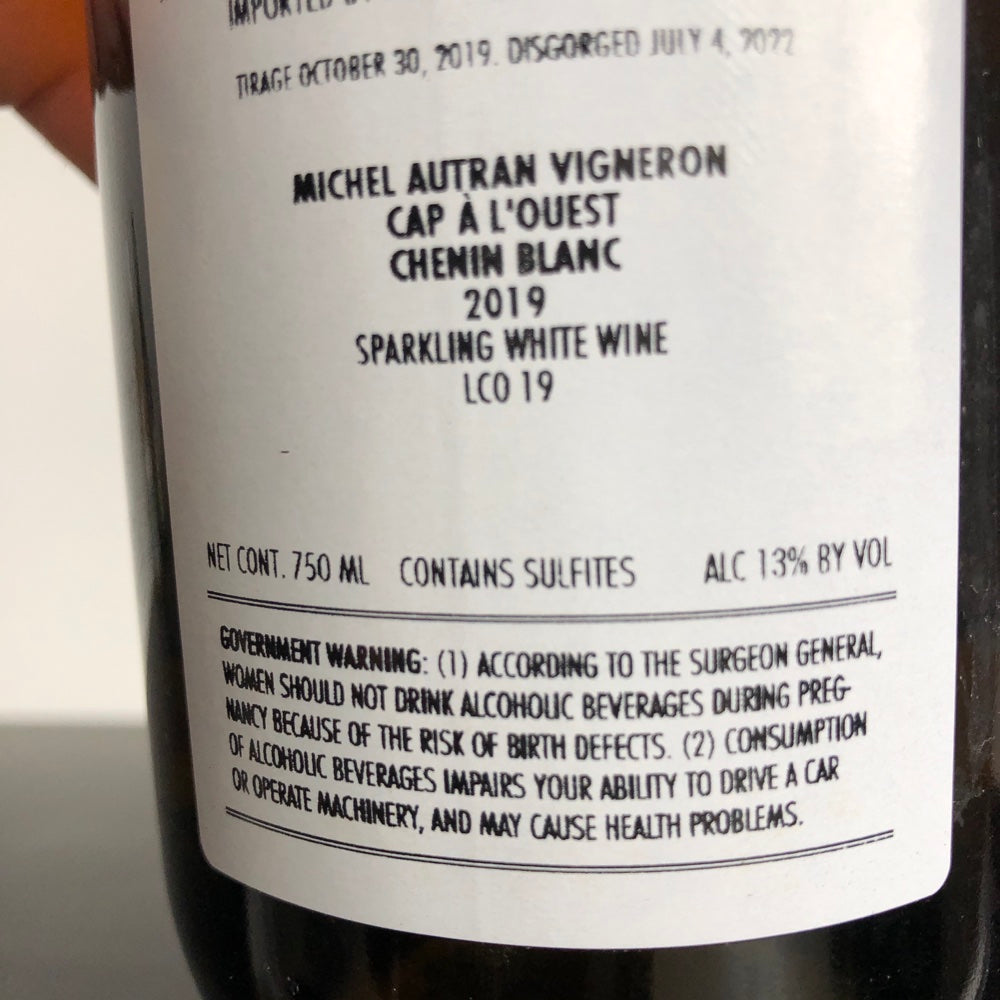 IMPORTED
TIRAGE OCTOBER 30, 2019. DISGORGED JULY 4, 2022
MICHEL AUTRAN VIGNERON
CAP À L'OUEST
CHENIN BLANC
2019
SPARKLING WHITE WINE
LCO 19
NET CONT. 750 ML CONTAINS SULFITES ALC 13% BY VOL
GOVERNMENT WARNING: (1) ACCORDING TO THE SURGEON GENERAL,
WOMEN SHOULD NOT DRINK ALCOHOLIC BEVERAGES DURING PREG-
NANCY BECAUSE OF THE RISK OF BIRTH DEFECTS. (2) CONSUMPTION
OF ALCOHOLIC BEVERAGES IMPAIRS YOUR ABILITY TO DRIVE A CAR
OR OPERATE MACHINERY, AND MAY CAUSE HEALTH PROBLEMS.